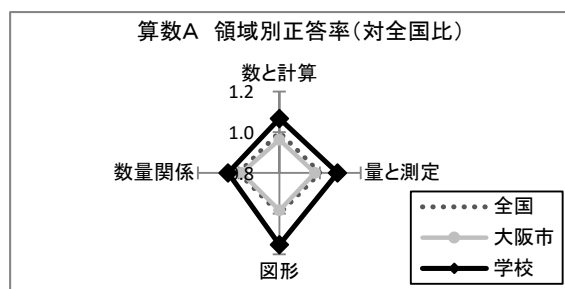 算数A 領域別正答率(対全国比)
数と計算
1.2
1.0
数量関係
0.8
量と測定
図形
全国
大阪市
学校